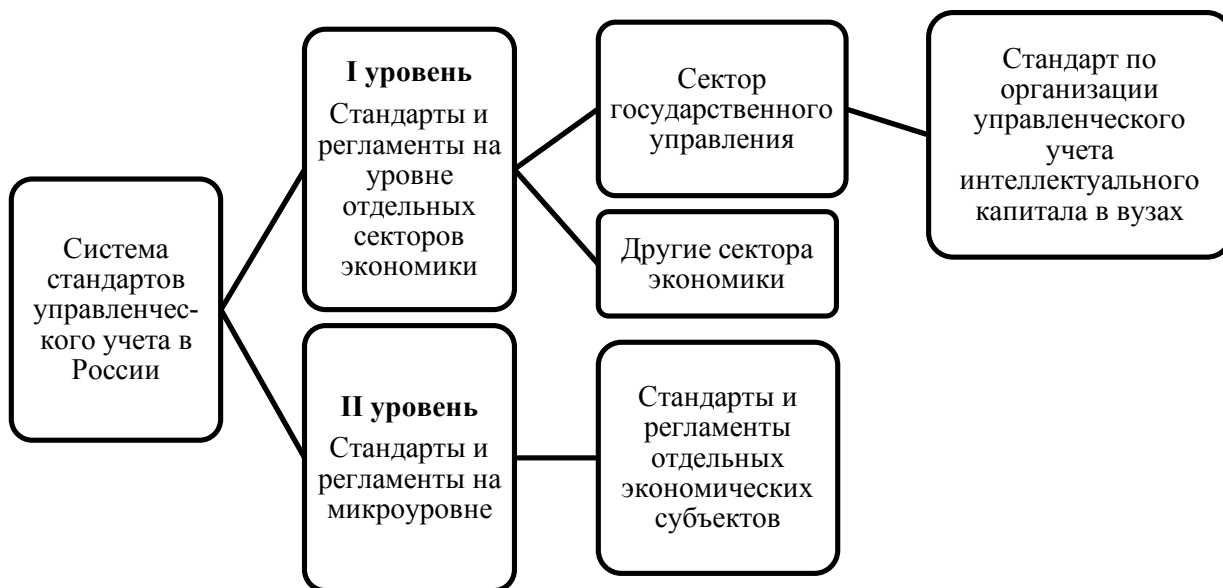 Система
стандартов
управленчес-
кого учета в
России
I уровень
Стандарты и
регламенты на
уровне
отдельных
секторов
экономики
Сектор
государственного
управления
Стандарт по
организации
управленческого
учета
интеллектуального
капитала в вузах
Другие сектора
экономики
II уровень
Стандарты и
регламенты на
микроуровне
Стандарты и
регламенты
отдельных
экономических
субъектов